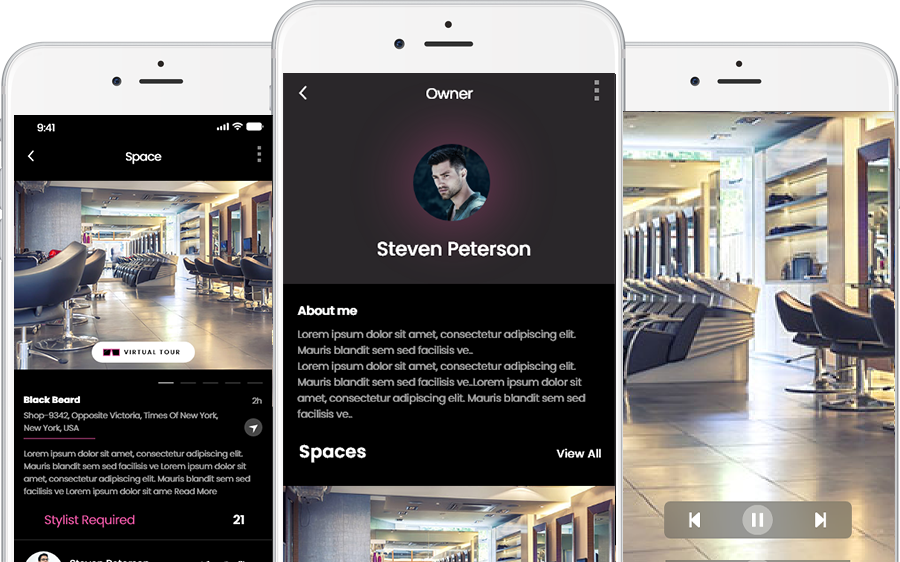 9:41
Space
VIRTUAL TOUR
Black Beard
2h
Shop-9342, Opposite Victoria, Times Of New York,
New York, USA
Lorem ipsum dolor sit amet, consectetur adipiscing elit.
Mauris blandit sem sed facilisis ve Lorem ipsum dolor sit
amet, consectetur adipiscing elit. Mauris blandit sem sed
facilisis ve Lorem ipsum dolor sit ame Read More
Stylist Required
21
Steven Peterson
Owner
Steven Peterson
About me
Lorem ipsum dolor sit amet, consectetur adipiscing elit.
Mauris blandit sem sed facilisis ve..
Lorem ipsum dolor sit amet, consectetur adipiscing elit.
Mauris blandit sem sed facilisis ve..Lorem ipsum dolor sit
amet, consectetur adipiscing elit. Mauris blandit sem sed
facilisis ve..
Spaces
View All